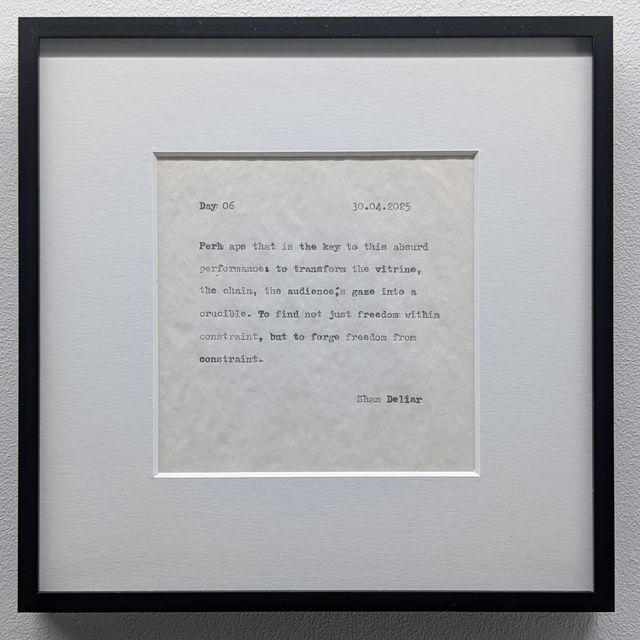 Day 06 30.04.2025
Perh aps that is the key to this absurd
performance: to transform the vitrine,
the chain, the audience's gaze into a
crucible. To find not just freedom within
constraint, but to forge freedom from
constraint.
Shan Deliar